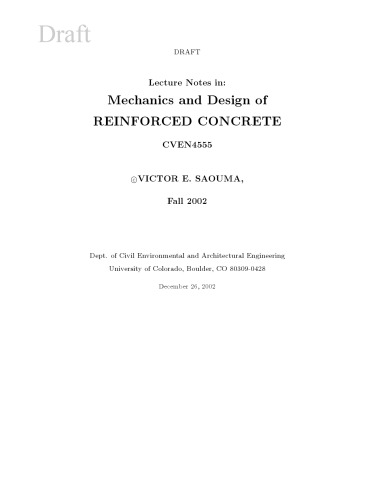 Draft
DRAFT
Lecture Notes in:
Mechanics and Design of
REINFORCED CONCRETE
CVEN4555
©VICTOR E. SAOUMA,
Fall 2002
Dept. of Civil Environmental and Architectural Engineering
University of Colorado, Boulder, CO 80309-0428
December 26, 2002